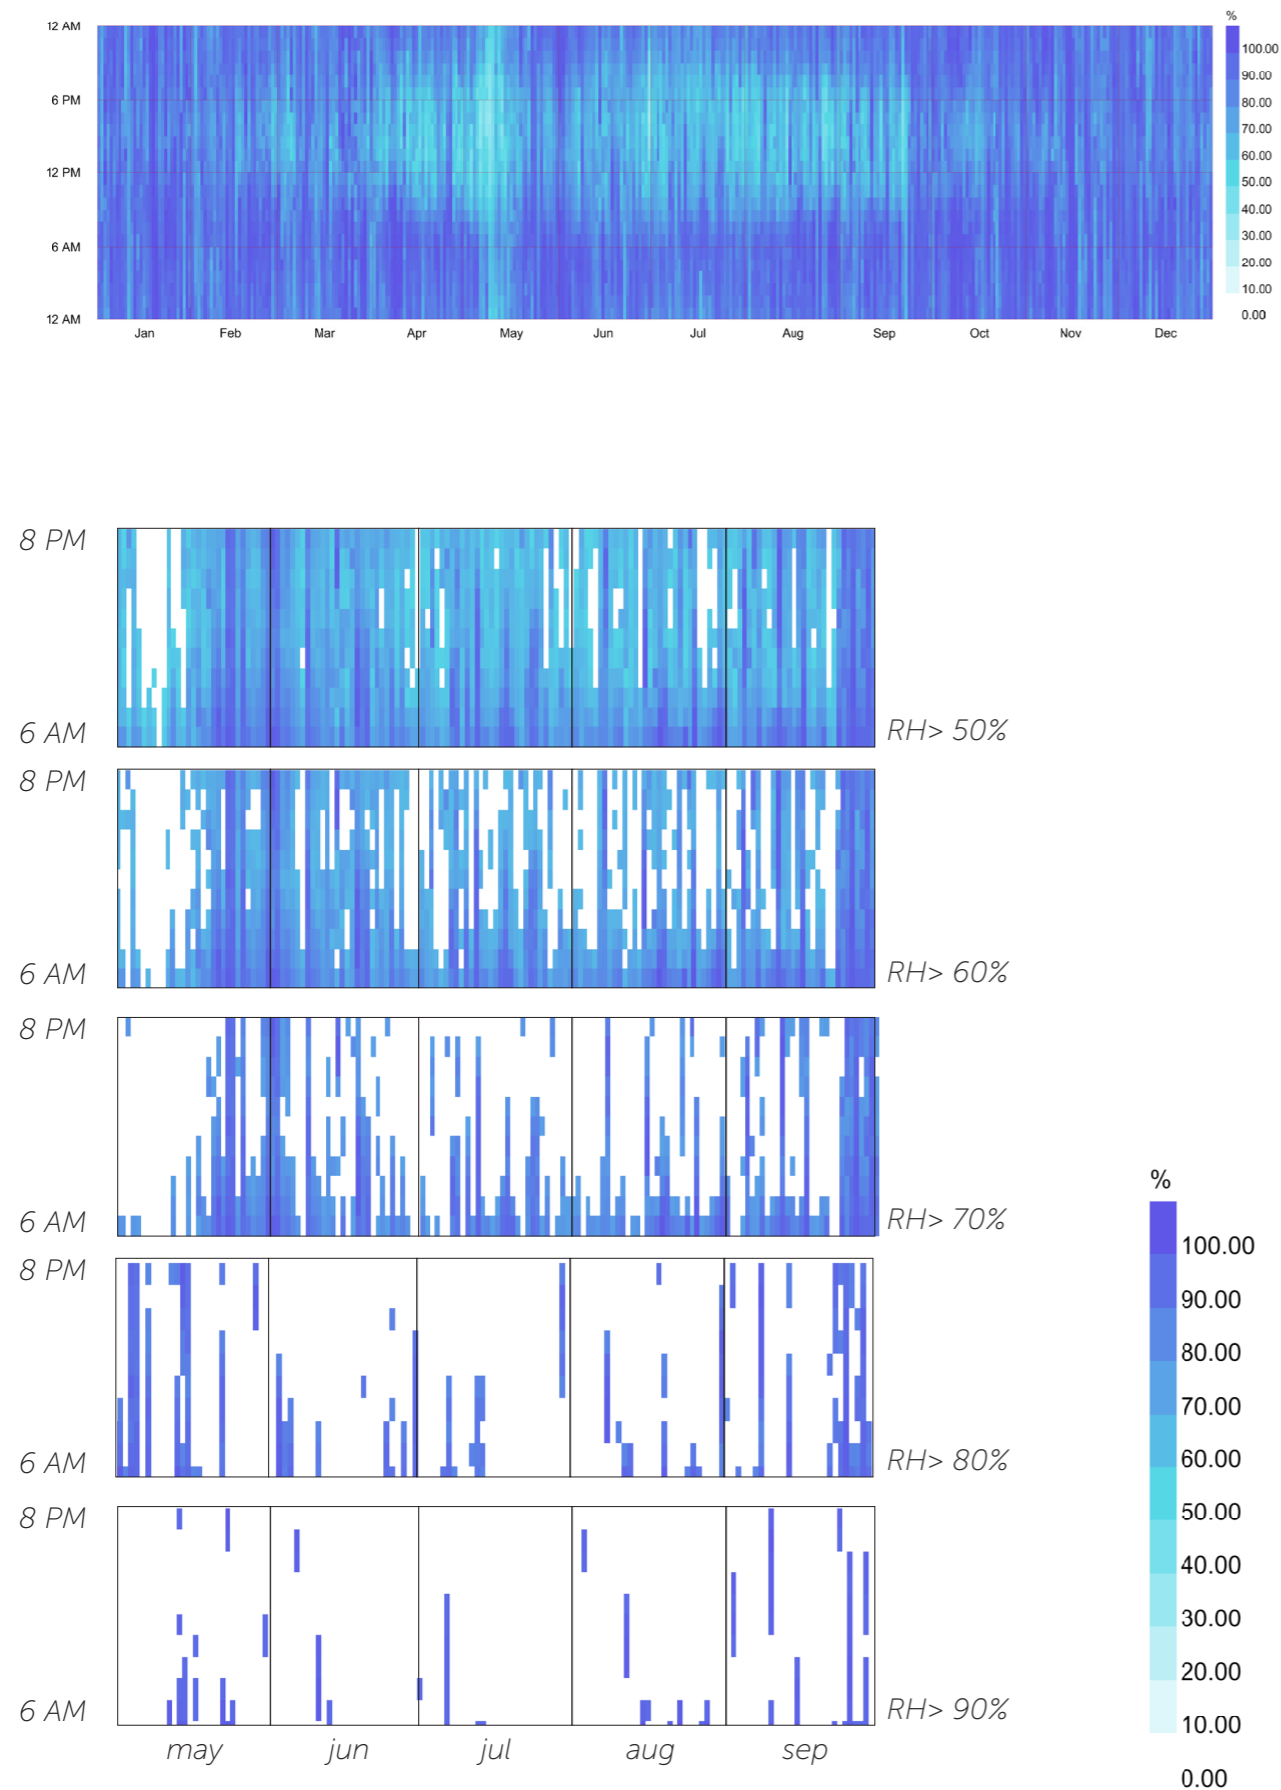 %
12 AM
6 PM
12 PM
6 AM
12 AM
100.00
90.00
80.00
70.00
60.00
50.00
40.00
30.00
20.00
10.00
0.00
Jan Feb Mar Apr May Jun Jul Aug Sep Oct Nov Dec
8 PM
6 AM
RH> 50%
8 PM
6 AM
RH> 60%
8 PM
6 AM
RH> 70%
8 PM
6 AM
RH> 80%
8 PM
6 AM
RH> 90%
may jun jul aug sep
%
100.00
90.00
80.00
70.00
60.00
50.00
40.00
30.00
20.00
10.00
0.00